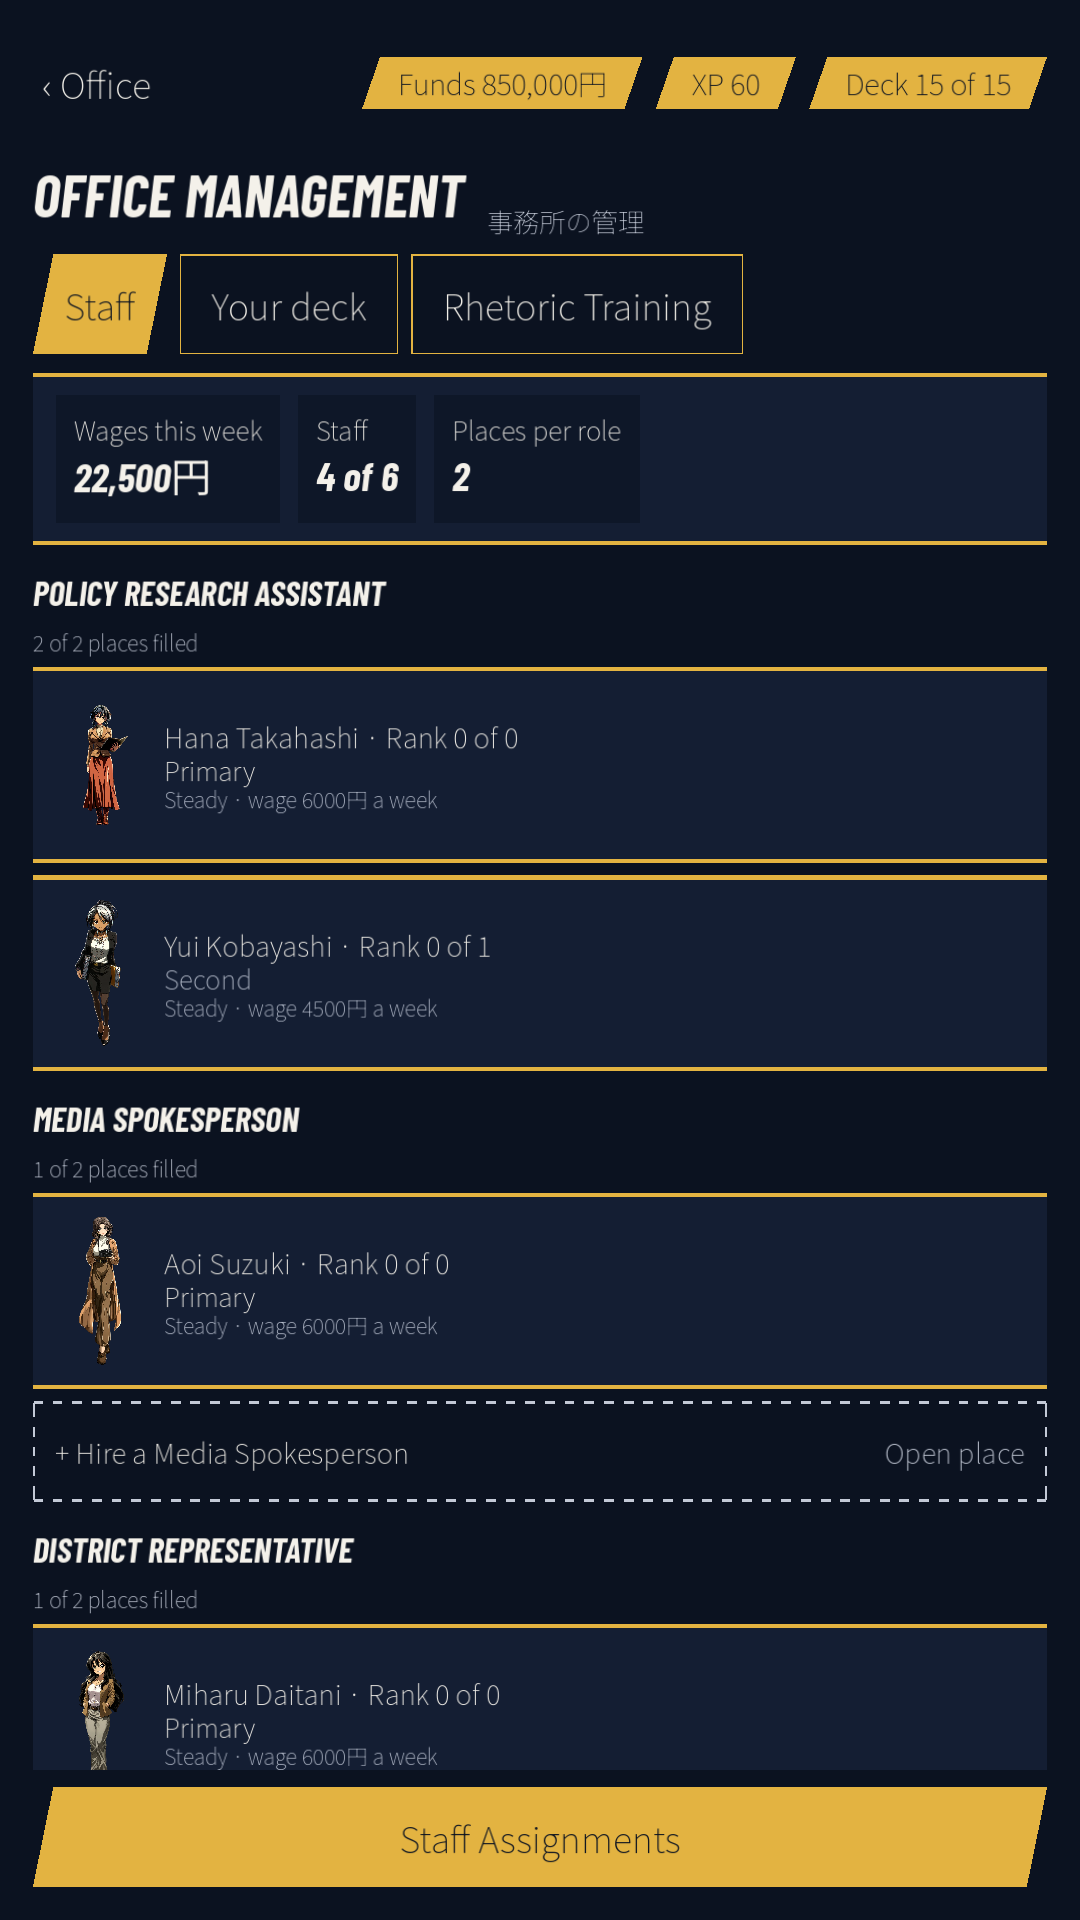 ‹ Office
Funds 850,000円
XP 60
Deck 15 of 15
OFFICE MANAGEMENT
事務所の管理
Staff
Your deck
Rhetoric Training
Wages this week
22,500円
Staff
4 of 6
Places per role
2
POLICY RESEARCH ASSISTANT
2 of 2 places filled
Hana Takahashi · Rank 0 of 0
Primary
Steady · wage 6000円 a week
Yui Kobayashi · Rank 0 of 1
Second
Steady · wage 4500円 a week
MEDIA SPOKESPERSON
1 of 2 places filled
Aoi Suzuki · Rank 0 of 0
Primary
Steady · wage 6000円 a week
+ Hire a Media Spokesperson
Open place
DISTRICT REPRESENTATIVE
1 of 2 places filled
Miharu Daitani · Rank 0 of 0
Primary
Steady · wage 6000円 a week
Staff Assignments